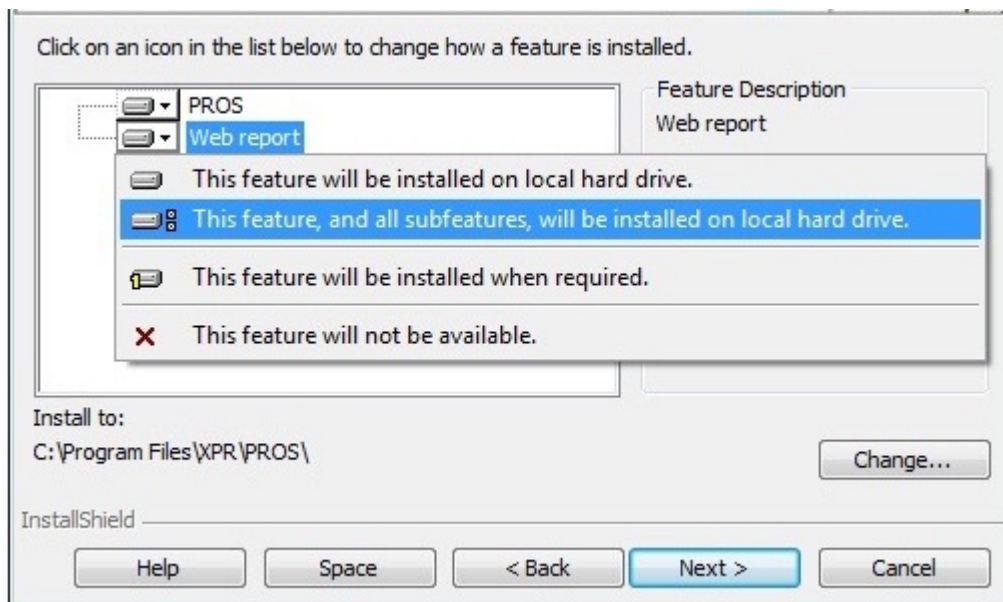 Click on an icon in the list below to change how a feature is installed.
PROS
Web report
Feature Description
Web report
This feature will be installed on local hard drive.
This feature, and all subfeatures, will be installed on local hard drive.
This feature will be installed when required.
This feature will not be available.
Install to:
C:\Program Files\XPR\PROS\
Change...
InstallShield
Help
Space
< Back
Next >
Cancel